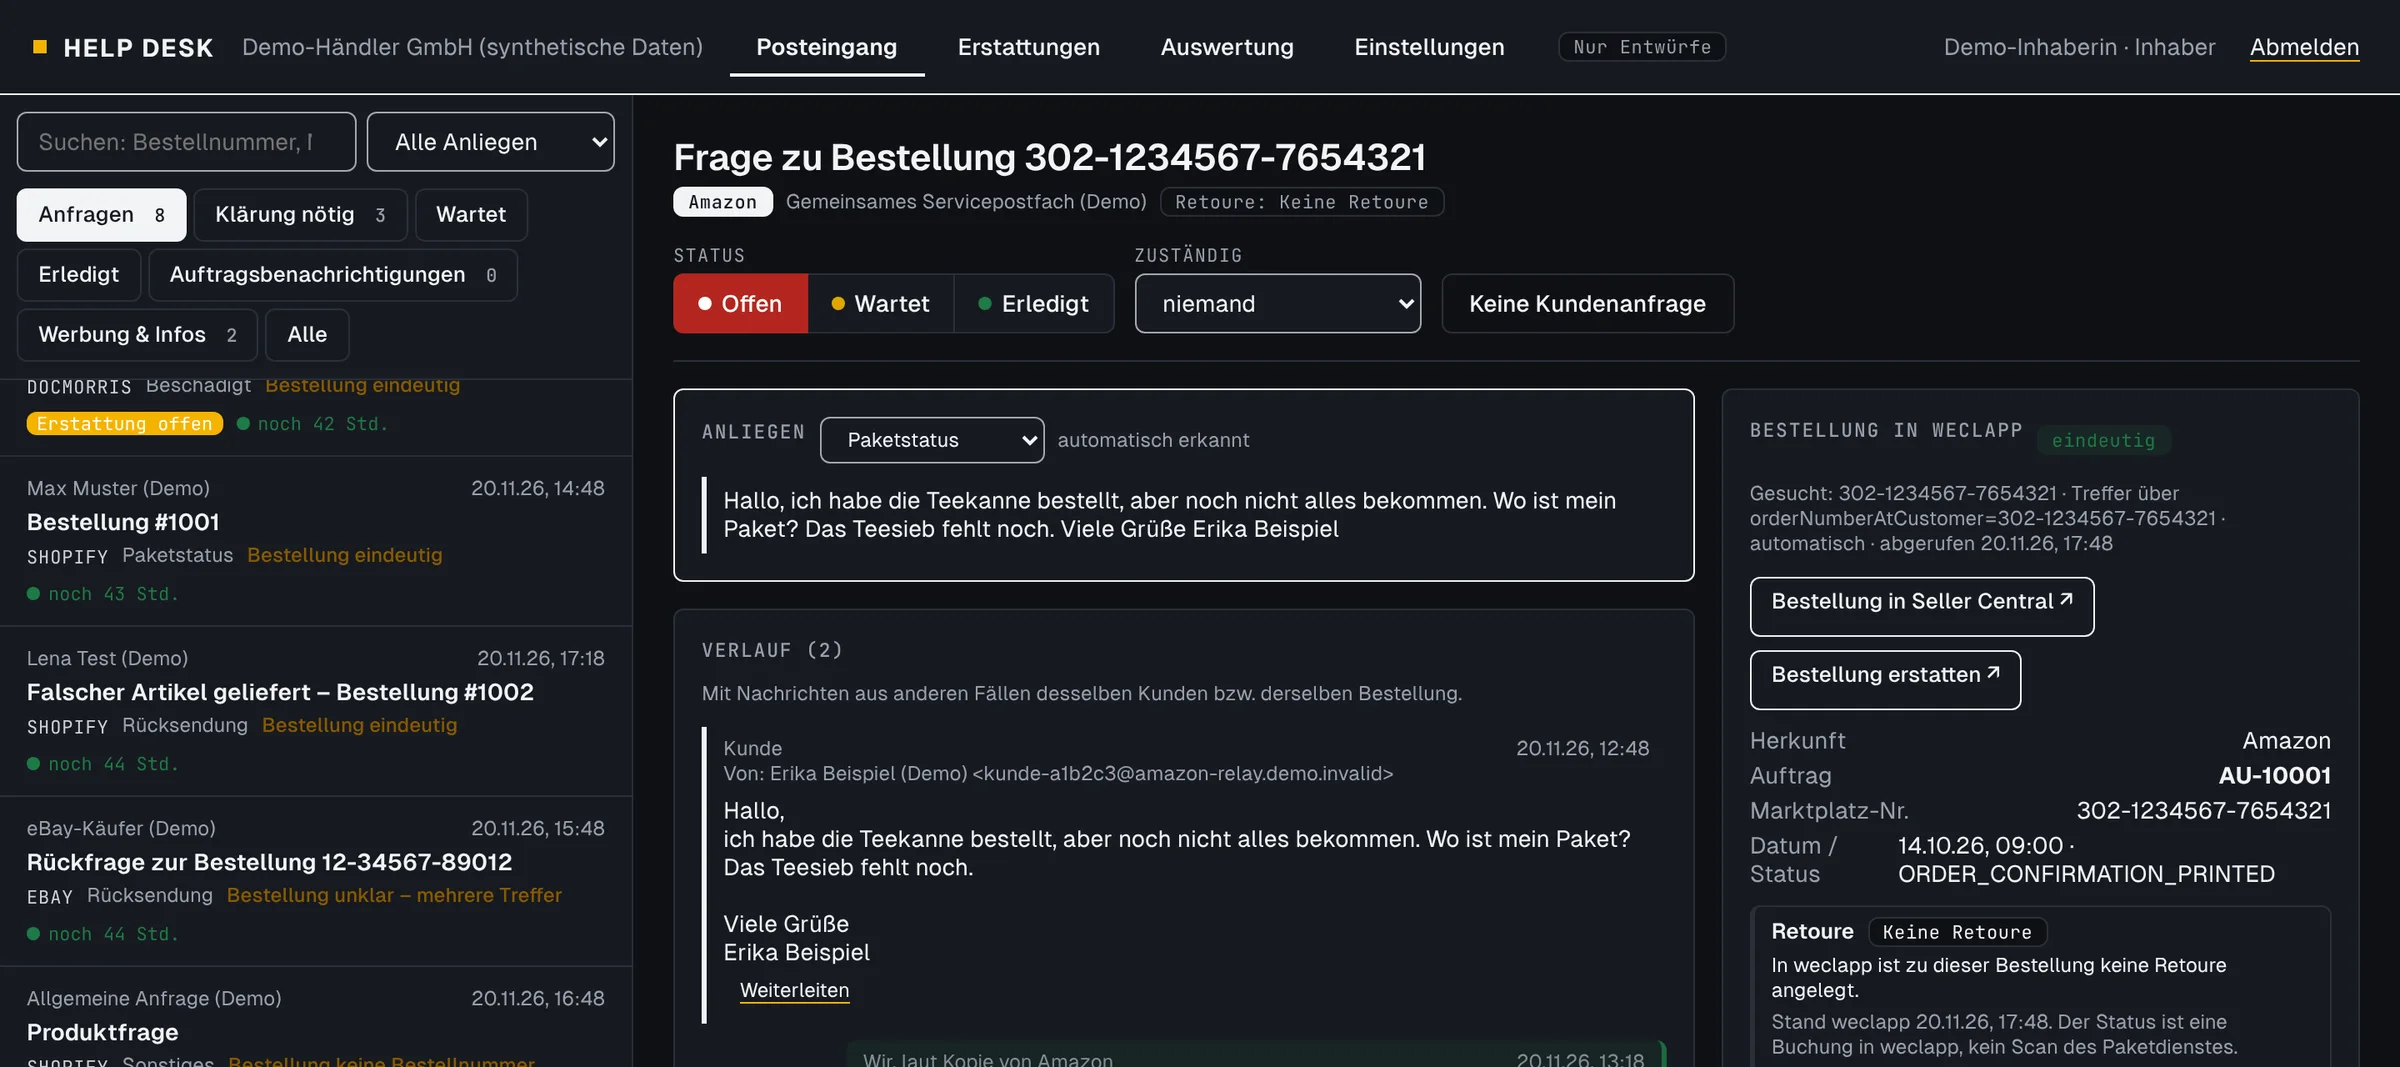 HELP DESK Demo-Händler GmbH (synthetische Daten) Posteingang Erstattungen Auswertung Einstellungen Nur Entwürfe Demo-Inhaberin · Inhaber Abmelden
Suchen: Bestellnummer, Alle Anliegen
Anfragen 8 Klärung nötig 3 Wartet
Erledigt Auftragsbenachrichtigungen 0
Werbung & Infos 2 Alle
DOCMORRIS Beschädigt Bestellung eindeutig
Erstattung offen noch 42 Std.
Max Muster (Demo) 20.11.26, 14:48
Bestellung #1001
SHOPIFY Paketstatus Bestellung eindeutig
noch 43 Std.
Lena Test (Demo) 20.11.26, 17:18
Falscher Artikel geliefert – Bestellung #1002
SHOPIFY Rücksendung Bestellung eindeutig
noch 44 Std.
eBay-Käufer (Demo) 20.11.26, 15:48
Rückfrage zur Bestellung 12-34567-89012
EBAY Rücksendung Bestellung unklar – mehrere Treffer
noch 44 Std.
Allgemeine Anfrage (Demo) 20.11.26, 16:48
Produktfrage
SHOPIFY Sonstiges Bestellung keine Bestellnummer
Frage zu Bestellung 302-1234567-7654321
Amazon Gemeinsames Servicepostfach (Demo) Retoure: Keine Retoure
STATUS ZUSTÄNDIG
Offen Wartet Erledigt niemand Keine Kundenanfrage
ANLIEGEN Paketstatus automatisch erkannt
Hallo, ich habe die Teekanne bestellt, aber noch nicht alles bekommen. Wo ist mein
Paket? Das Teesieb fehlt noch. Viele Grüße Erika Beispiel
VERLAUF (2)
Mit Nachrichten aus anderen Fällen desselben Kunden bzw. derselben Bestellung.
Kunde 20.11.26, 12:48
Von: Erika Beispiel (Demo) <kunde-a1b2c3@amazon-relay.demo.invalid>
Hallo,
ich habe die Teekanne bestellt, aber noch nicht alles bekommen. Wo ist mein Paket?
Das Teesieb fehlt noch.
Viele Grüße
Erika Beispiel
Weiterleiten
Wir, laut Kopie von Amazon 20.11.26, 13:18
BESTELLUNG IN WECLAPP eindeutig
Gesucht: 302-1234567-7654321 · Treffer über
orderNumberAtCustomer=302-1234567-7654321 ·
automatisch · abgerufen 20.11.26, 17:48
Bestellung in Seller Central ↗
Bestellung erstatten ↗
Herkunft Amazon
Auftrag AU-10001
Marktplatz-Nr. 302-1234567-7654321
Datum / 14.10.26, 09:00 ·
Status ORDER_CONFIRMATION_PRINTED
Retoure Keine Retoure
In weclapp ist zu dieser Bestellung keine Retoure
angelegt.
Stand weclapp 20.11.26, 17:48. Der Status ist eine
Buchung in weclapp, kein Scan des Paketdienstes.